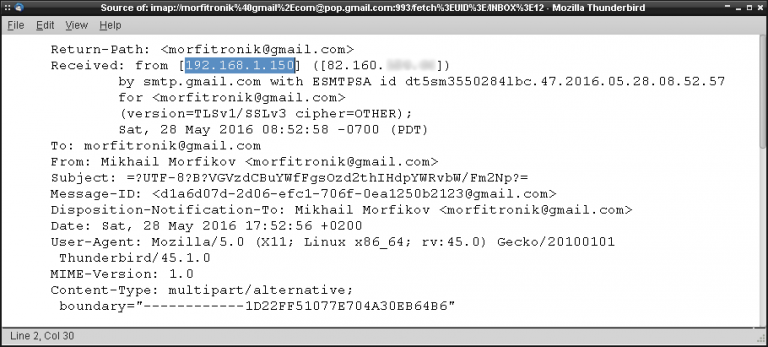 Source of: imap://morfitronik%40gmail%2Ecom@pop.gmail.com:993/fetch%3EUID%3E/INBOX%3E12 - Mozilla Thunderbird
File Edit View Help
Return-Path: <morfitronik@gmail.com>
Received: from [192.168.1.150] ([82.160.
by smtp.gmail.com with ESMTPSA id dt5sm3550284lbc.47.2016.05.28.08.52.57
for <morfitronik@gmail.com>
(version=TLSv1/SSLv3 cipher=OTHER);
Sat, 28 May 2016 08:52:58 -0700 (PDT)
To: morfitronik@gmail.com
From: Mikhail Morfikov <morfitronik@gmail.com>
Subject: =?UTF-8?B?VGVzdCBuYWfFgsOzd2thIHdpYWRvbW/Fm2Np?=
Message-ID: <d1a6d07d-2d06-efc1-706f-0ea1250b2123@gmail.com>
Disposition-Notification-To: Mikhail Morfikov <morfitronik@gmail.com>
Date: Sat, 28 May 2016 17:52:56 +0200
User-Agent: Mozilla/5.0 (X11; Linux x86_64; rv:45.0) Gecko/20100101
Thunderbird/45.1.0
MIME-Version: 1.0
Content-Type: multipart/alternative;
boundary="------------1D22FF51077E704A30EB64B6"
Line 2, Col 30